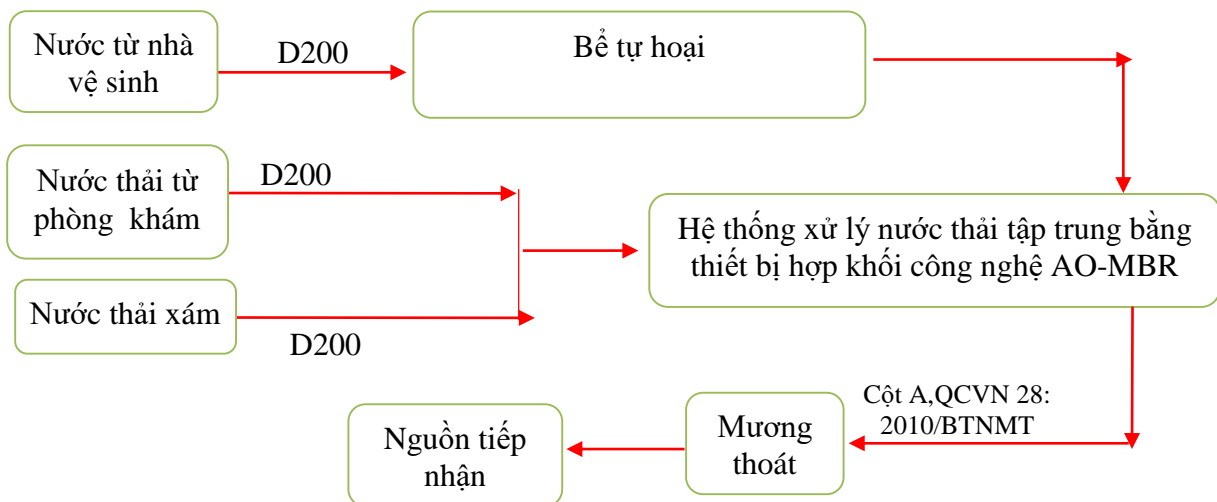 Nước từ nhà
vệ sinh
D200
Bể tự hoại
Nước thải từ
phòng khám
D200
Nước thải xám
D200
Hệ thống xử lý nước thải tập trung bằng
thiết bị hợp khối công nghệ AO-MBR
Cột A,QCVN 28:
2010/BTNMT
Mương
thoát
Nguồn tiếp
nhận